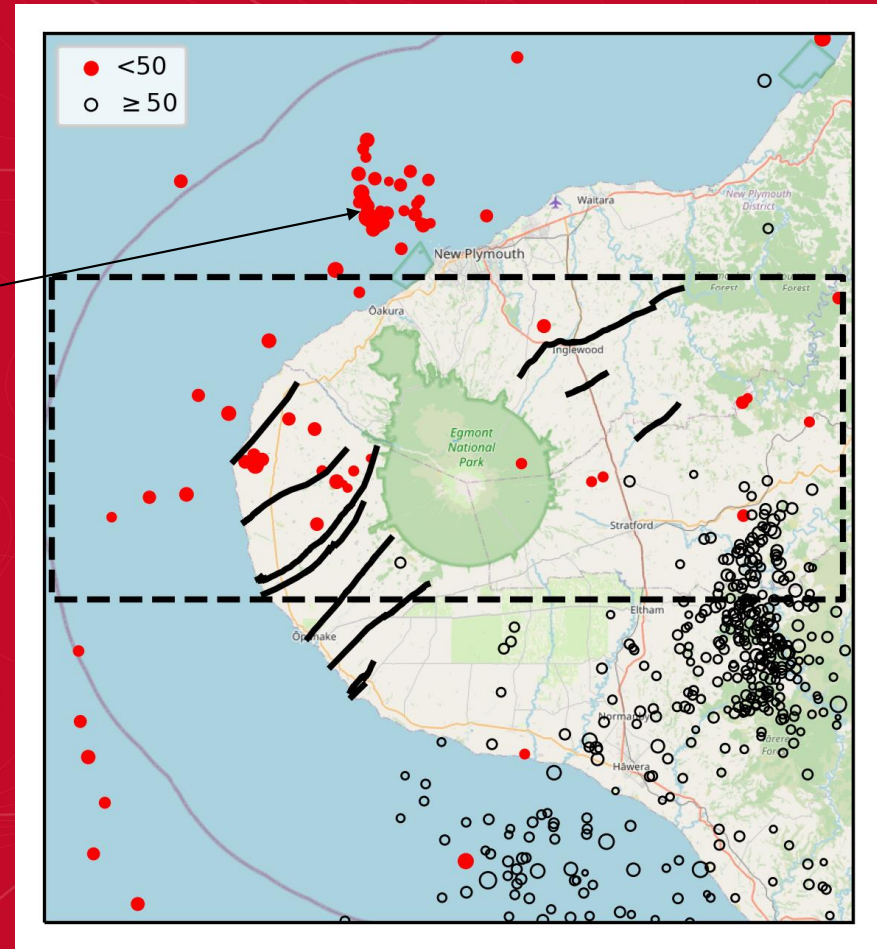 <50
≥ 50
New Plymouth
District
Waitara
New Plymouth
Forest
Forest
Ōakura
Inglewood
Egmont
National
Park
Stratford
Eltham
Normanby
Hāwera